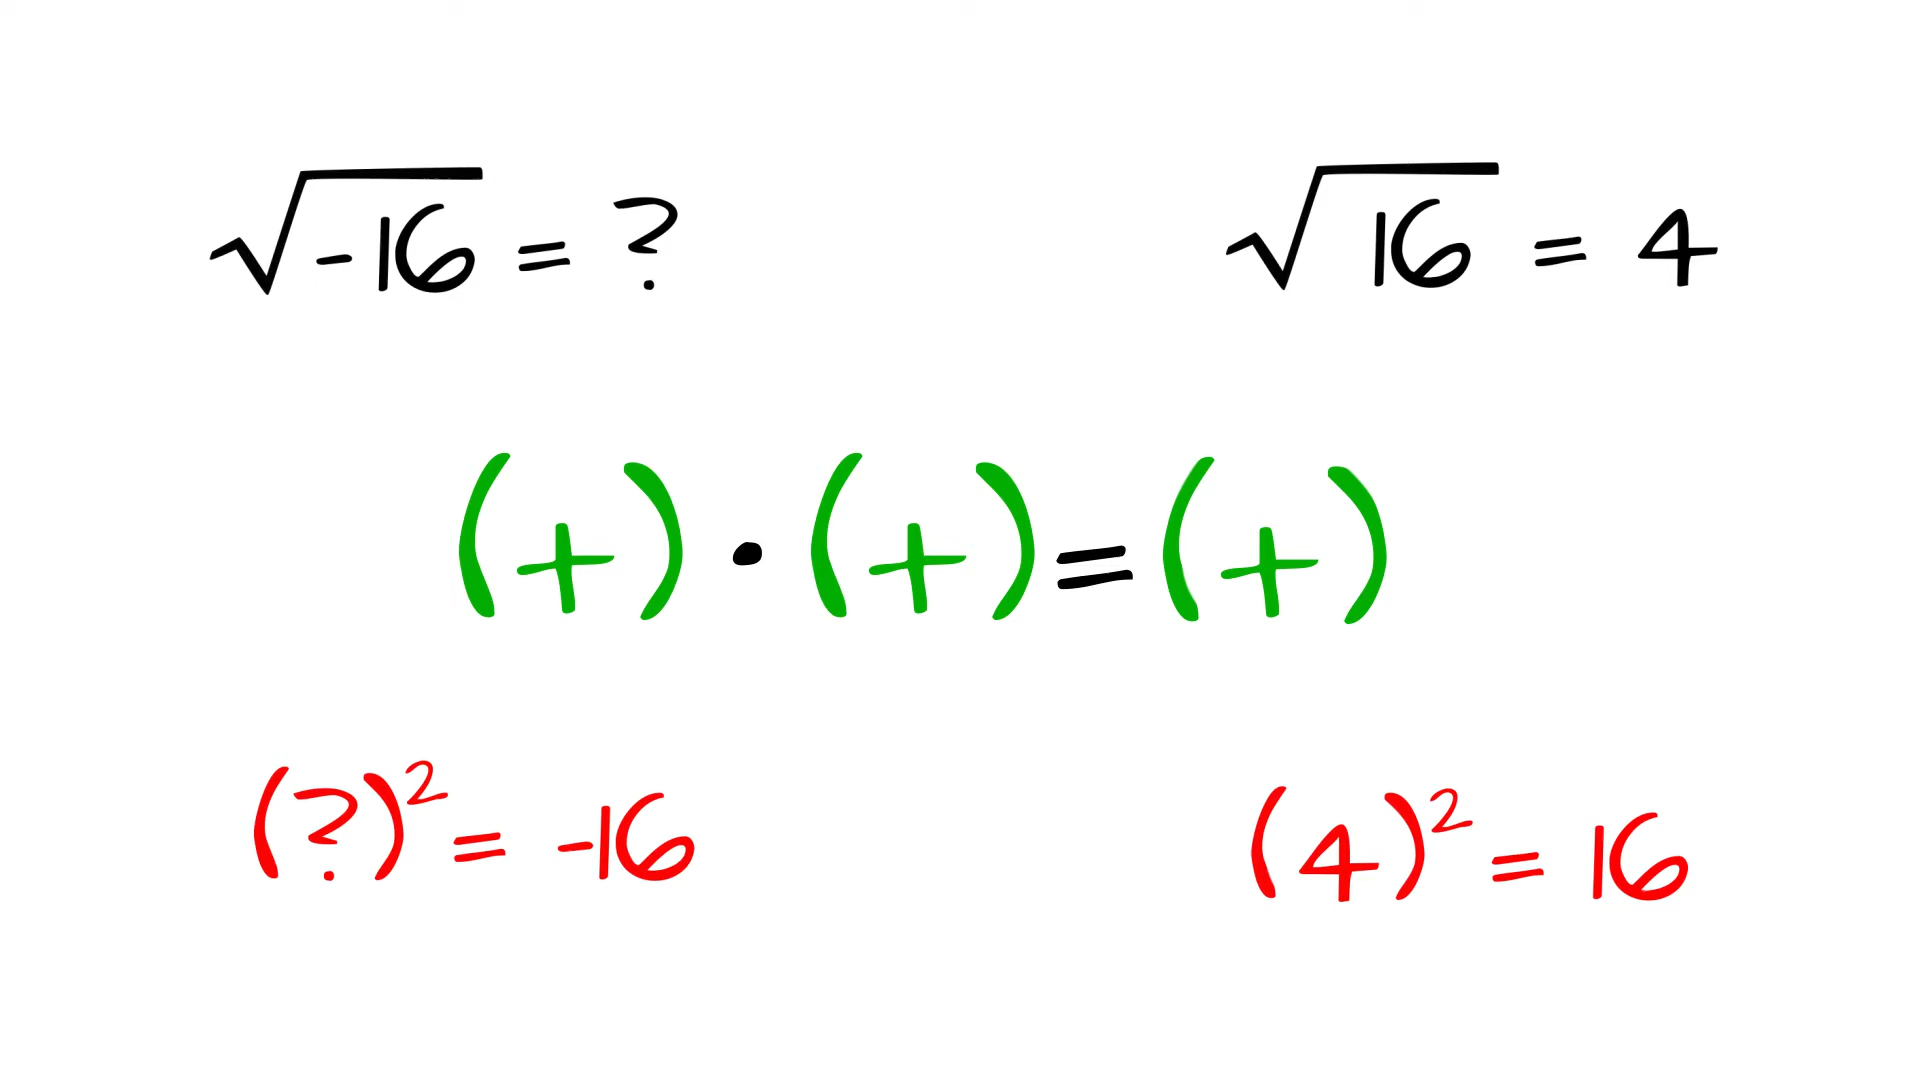 √-16 = ? √16 = 4
(+) · (+) = (+)
(?)² = -16 (4)² = 16